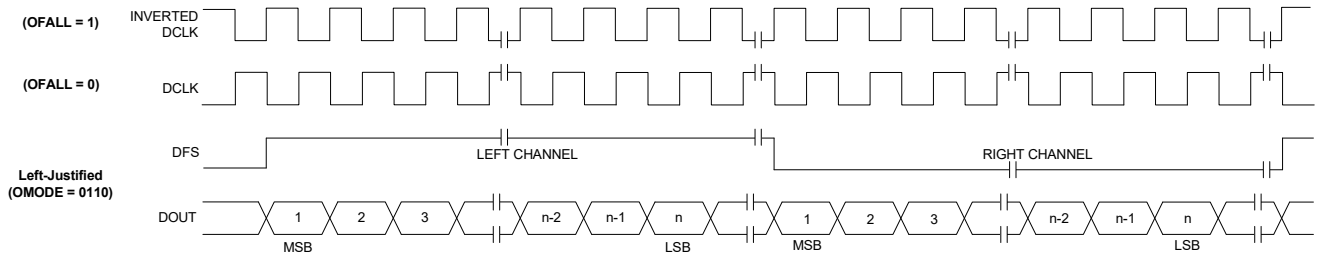 (OFALL = 1)
INVERTED
DCLK
(OFALL = 0)
DCLK
DFS
LEFT CHANNEL
RIGHT CHANNEL
Left-Justified
(OMODE = 0110)
DOUT
1 2 3 n-2 n-1 n 1 2 3 n-2 n-1 n
MSB LSB MSB LSB